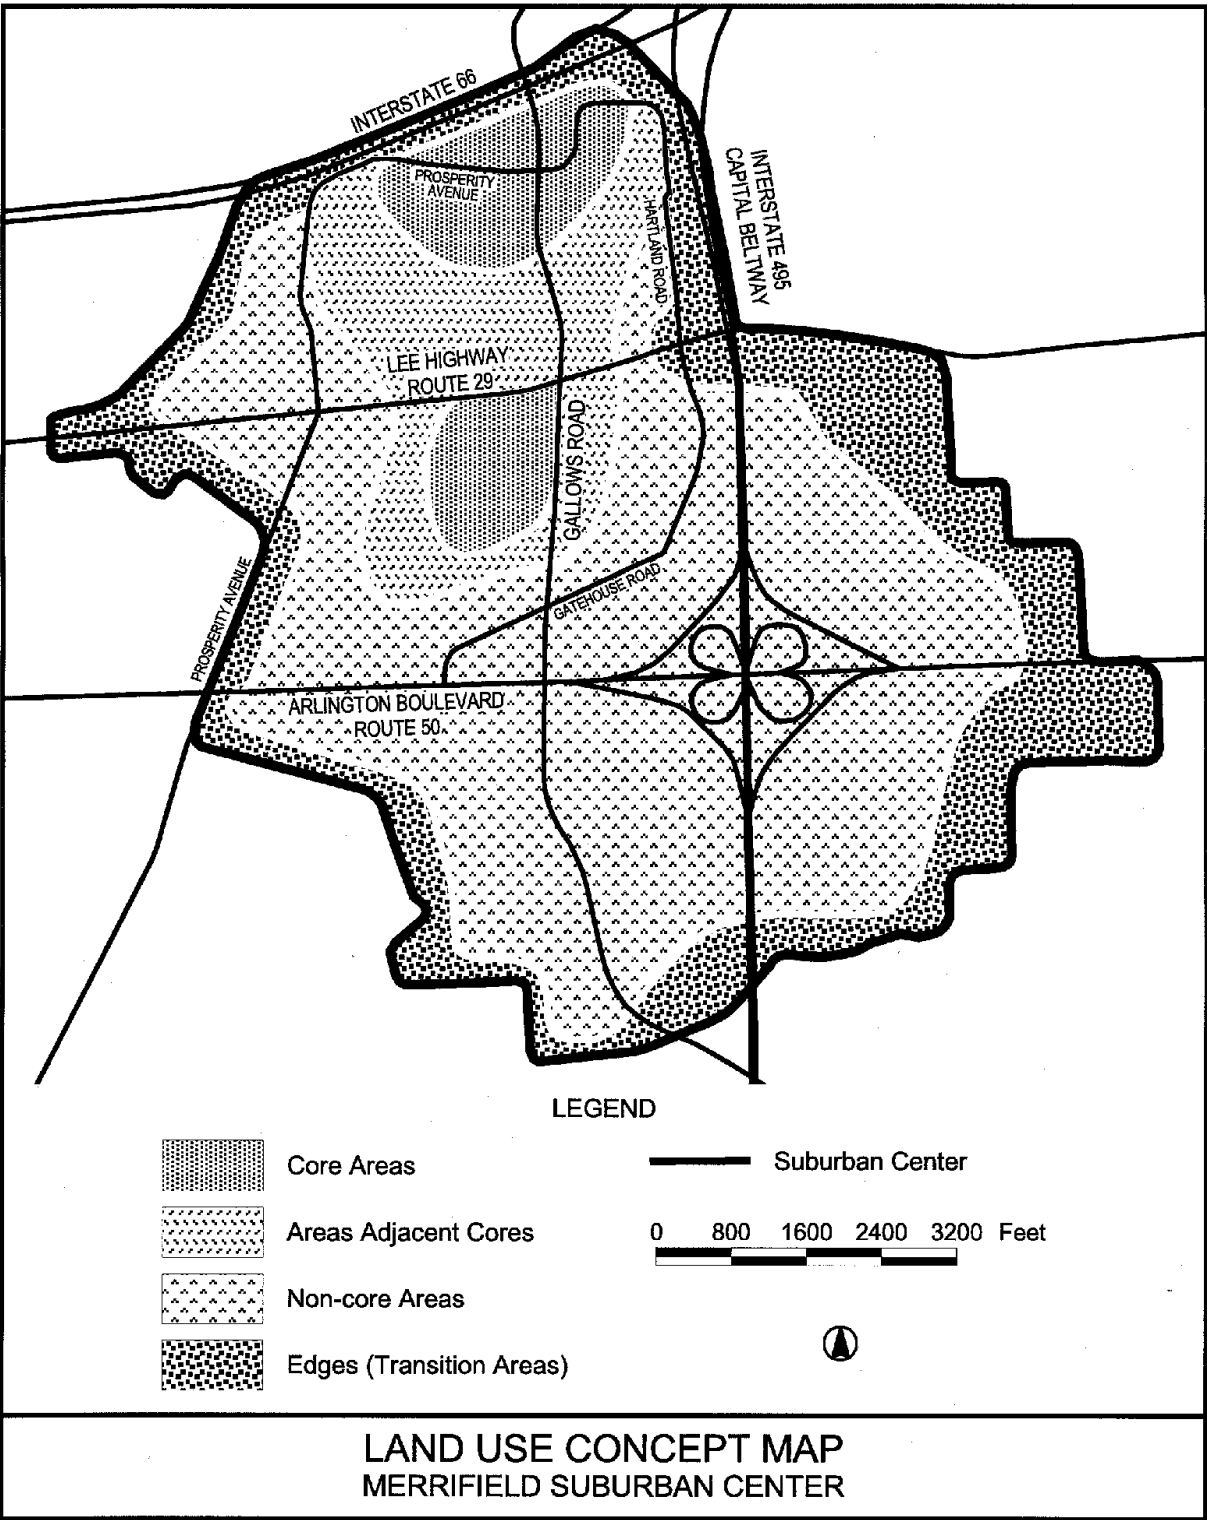 INTERSTATE 66
INTERSTATE 495
CAPITAL BELTWAY
PROSPERITY
AVENUE
HARTLAND ROAD
LEE HIGHWAY
ROUTE 29
GALLOWS ROAD
GATEHOUSE ROAD
PROSPERITY AVENUE
ARLINGTON BOULEVARD
ROUTE 50
LEGEND
Core Areas
Suburban Center
Areas Adjacent Cores
0 800 1600 2400 3200 Feet
Non-core Areas
Edges (Transition Areas)
LAND USE CONCEPT MAP
MERRIFIELD SUBURBAN CENTER